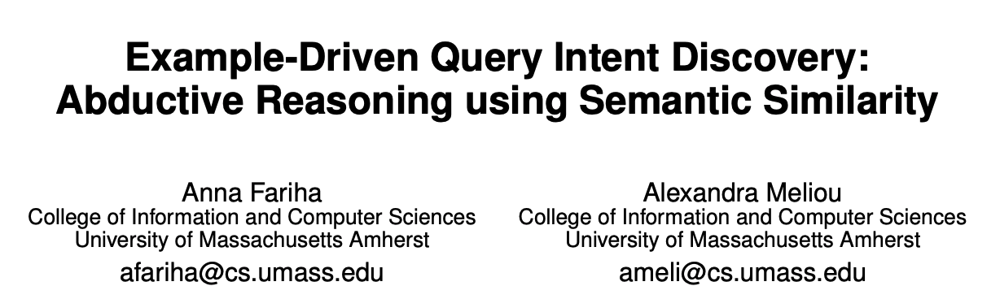 Example-Driven Query Intent Discovery:
Abductive Reasoning using Semantic Similarity
Anna Fariha
College of Information and Computer Sciences
University of Massachusetts Amherst
afariha@cs.umass.edu
Alexandra Meliou
College of Information and Computer Sciences
University of Massachusetts Amherst
ameli@cs.umass.edu